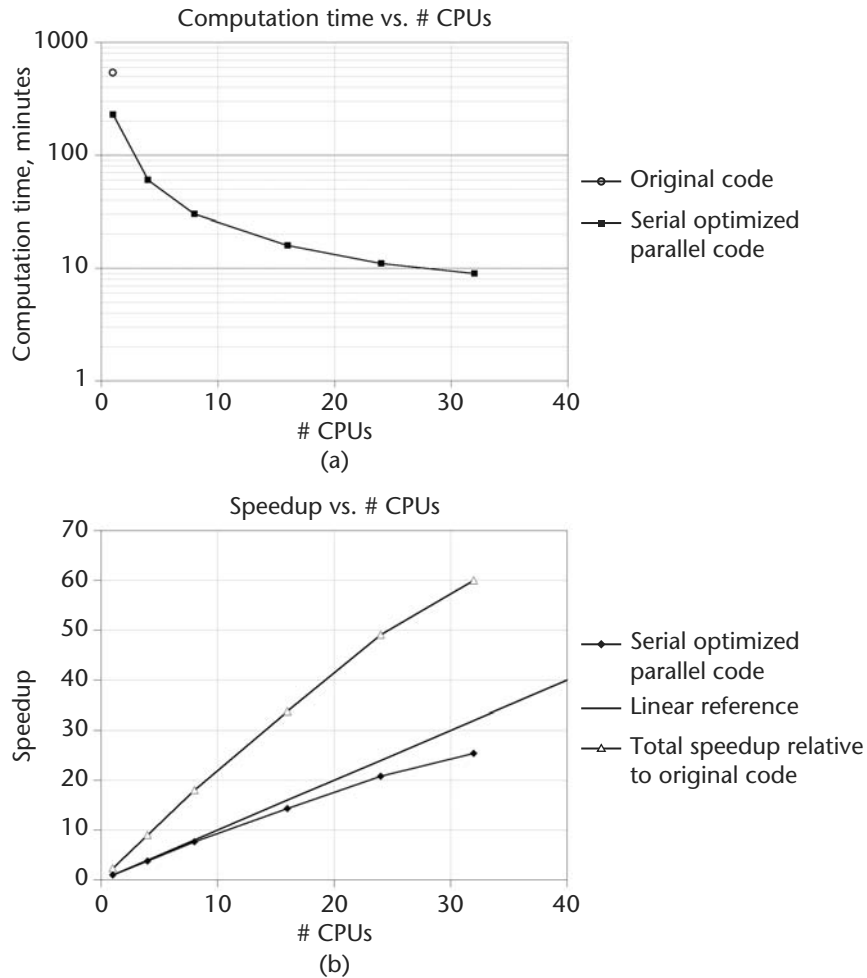 Computation time vs. # CPUs
1000
100
10
1
Computation time, minutes
0 10 20 30 40
# CPUs
(a)
Original code
Serial optimized
parallel code
Speedup vs. # CPUs
70
60
50
40
30
20
10
0
Speedup
0 10 20 30 40
# CPUs
(b)
Serial optimized
parallel code
Linear reference
Total speedup relative
to original code